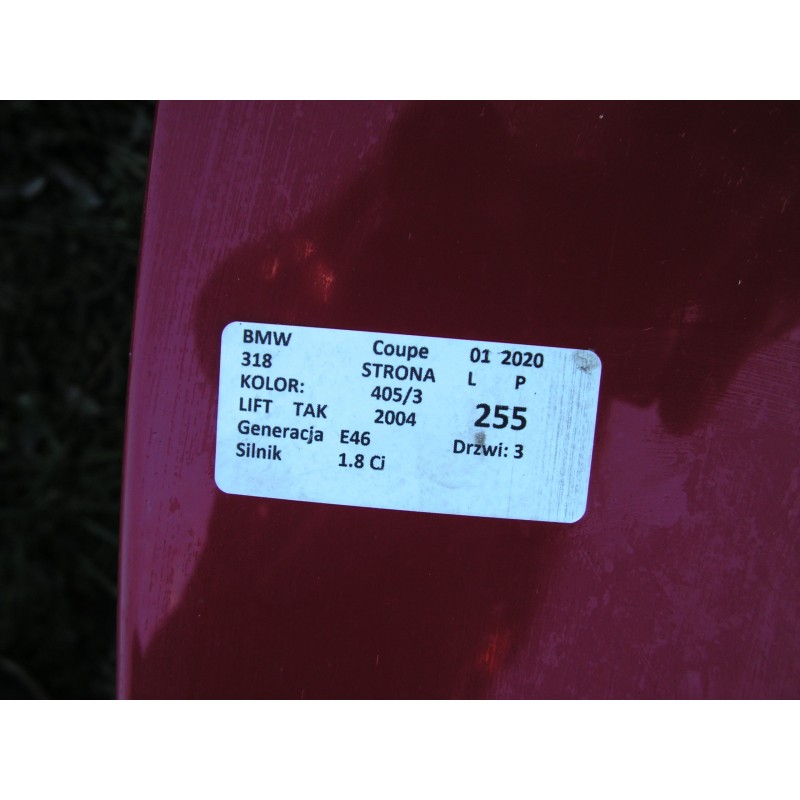 BMW Coupe 01 2020
318 STRONA L P
KOLOR: 405/3 255
LIFT TAK 2004
Generacja E46 Drzwi: 3
Silnik 1.8 Ci